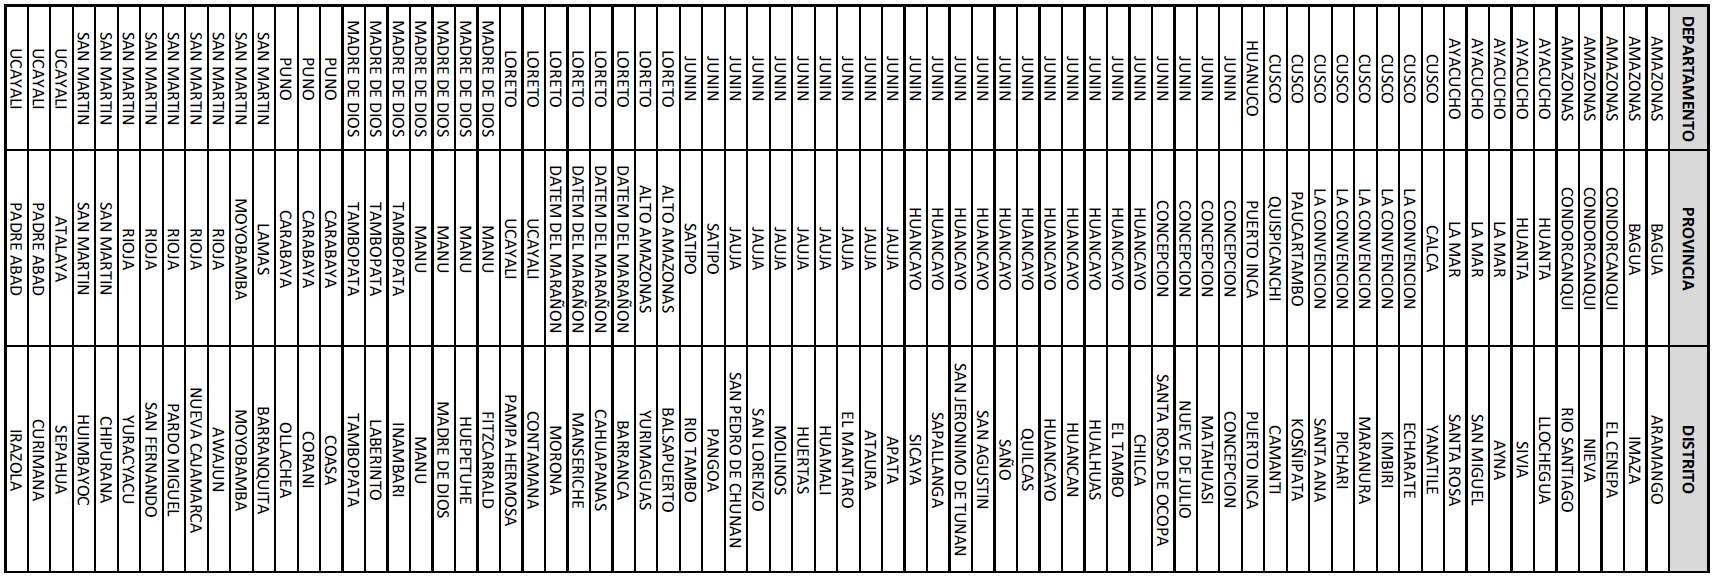 DEPARTAMENTO PROVINCIA DISTRITO
AMAZONAS BAGUA ARAMANGO
AMAZONAS BAGUA IMAZA
AMAZONAS CONDORCANQUI EL CENEPA
AMAZONAS CONDORCANQUI NIEVA
AMAZONAS CONDORCANQUI RIO SANTIAGO
AYACUCHO HUANTA LLOCHEGUA
AYACUCHO HUANTA SIVIA
AYACUCHO LA MAR AYNA
AYACUCHO LA MAR SAN MIGUEL
AYACUCHO LA MAR SANTA ROSA
CUSCO CALCA YANATILE
CUSCO LA CONVENCION ECHARATE
CUSCO LA CONVENCION KIMBIRI
CUSCO LA CONVENCION MARANURA
CUSCO LA CONVENCION PICHARI
CUSCO LA CONVENCION SANTA ANA
CUSCO PAUCARTAMBO KOSÑIPATA
CUSCO QUISPICANCHI CAMANTI
HUANUCO PUERTO INCA PUERTO INCA
JUNIN CONCEPCION CONCEPCION
JUNIN CONCEPCION MATAHUASI
JUNIN CONCEPCION NUEVE DE JULIO
JUNIN CONCEPCION SANTA ROSA DE OCOPA
JUNIN HUANCAYO CHILCA
JUNIN HUANCAYO EL TAMBO
JUNIN HUANCAYO HUALHUAS
JUNIN HUANCAYO HUANCAN
JUNIN HUANCAYO HUANCAYO
JUNIN HUANCAYO QUILCAS
JUNIN HUANCAYO SAÑO
JUNIN HUANCAYO SAN AGUSTIN
JUNIN HUANCAYO SAN JERONIMO DE TUNAN
JUNIN HUANCAYO SAPALLANGA
JUNIN HUANCAYO SICAYA
JUNIN JAUJA APATA
JUNIN JAUJA ATAURA
JUNIN JAUJA EL MANTARO
JUNIN JAUJA HUAMALI
JUNIN JAUJA HUERTAS
JUNIN JAUJA MOLINOS
JUNIN JAUJA SAN LORENZO
JUNIN JAUJA SAN PEDRO DE CHUNAN
JUNIN SATIPO PANGOA
JUNIN SATIPO RIO TAMBO
LORETO ALTO AMAZONAS BALSAPUERTO
LORETO ALTO AMAZONAS YURIMAGUAS
LORETO DATEM DEL MARAÑON BARRANCA
LORETO DATEM DEL MARAÑON CAHUAPANAS
LORETO DATEM DEL MARAÑON MANSERICHE
LORETO DATEM DEL MARAÑON MORONA
LORETO UCAYALI CONTAMANA
LORETO UCAYALI PAMPA HERMOSA
MADRE DE DIOS MANU FITZCARRALD
MADRE DE DIOS MANU HUEPETUHE
MADRE DE DIOS MANU MADRE DE DIOS
MADRE DE DIOS MANU MANU
MADRE DE DIOS TAMBOPATA INAMBARI
MADRE DE DIOS TAMBOPATA LABERINTO
MADRE DE DIOS TAMBOPATA TAMBOPATA
PUNO CARABAYA COASA
PUNO CARABAYA CORANI
PUNO CARABAYA OLLACHEA
SAN MARTIN LAMAS BARRANQUITA
SAN MARTIN MOYOBAMBA MOYOBAMBA
SAN MARTIN RIOJA AWAJUN
SAN MARTIN RIOJA NUEVA CAJAMARCA
SAN MARTIN RIOJA PARDO MIGUEL
SAN MARTIN RIOJA SAN FERNANDO
SAN MARTIN RIOJA YURACYACU
SAN MARTIN SAN MARTIN CHIPURANA
SAN MARTIN SAN MARTIN HUIMBAYOC
UCAYALI ATALAYA SEPAHUA
UCAYALI PADRE ABAD CURIMANA
UCAYALI PADRE ABAD IRAZOLA